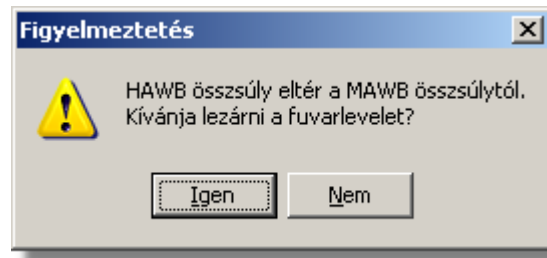 Figyelmeztetés
HAWB összsúly eltér a MAWB összsúlytól.
Kívánja lezárni a fuvarlevelet?
Igen
Nem